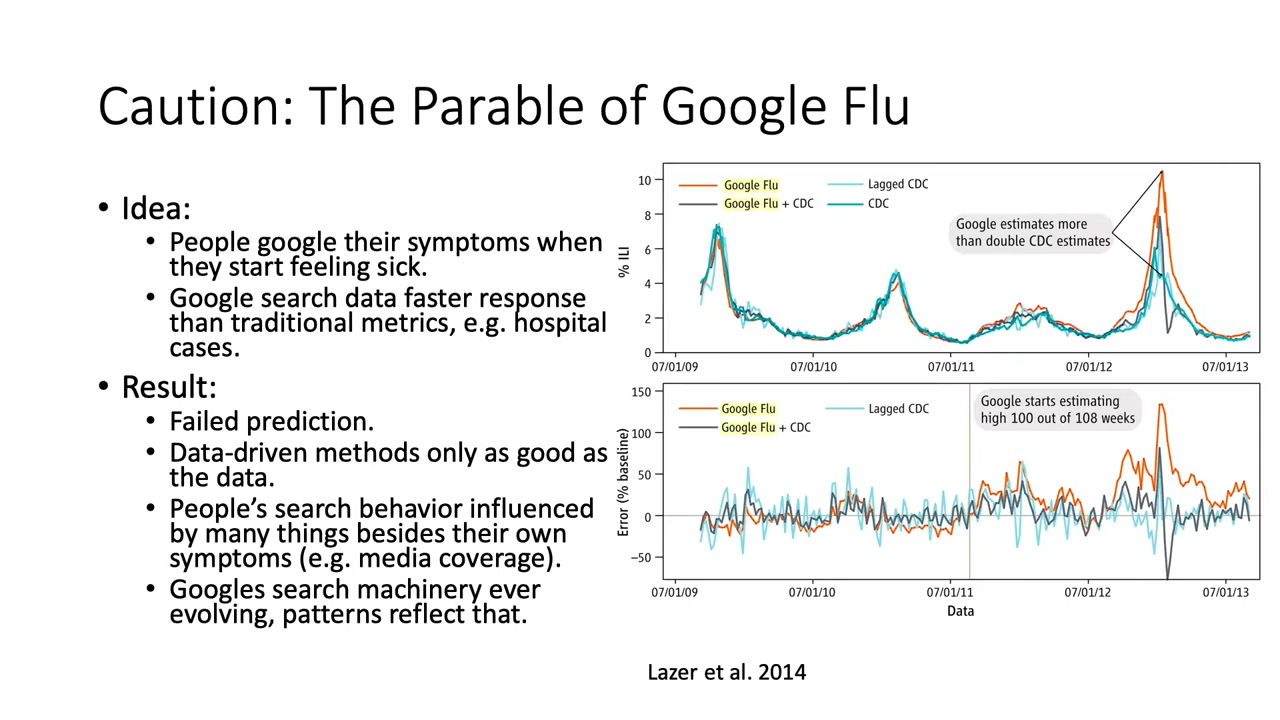 Caution: The Parable of Google Flu
• Idea:
• People google their symptoms when
they start feeling sick.
• Google search data faster response
than traditional metrics, e.g. hospital
cases.
• Result:
• Failed prediction.
• Data-driven methods only as good as
the data.
• People’s search behavior influenced
by many things besides their own
symptoms (e.g. media coverage).
• Googles search machinery ever
evolving, patterns reflect that.
Google Flu
Lagged CDC
Google Flu + CDC
CDC
Google estimates more
than double CDC estimates
% ILI
10
8
6
4
2
0
07/01/09
07/01/10
07/01/11
07/01/12
07/01/13
Google Flu
Lagged CDC
Google Flu + CDC
Google starts estimating
high 100 out of 108 weeks
Error (% baseline)
150
100
50
0
–50
07/01/09
07/01/10
07/01/11
07/01/12
07/01/13
Data
Lazer et al. 2014